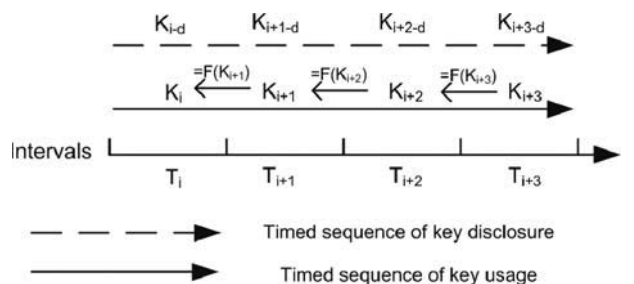 K_{i-d} K_{i+1-d} K_{i+2-d} K_{i+3-d}
=F(K_{i+1}) =F(K_{i+2}) =F(K_{i+3})
K_i K_{i+1} K_{i+2} K_{i+3}
Intervals
T_i T_{i+1} T_{i+2} T_{i+3}
Timed sequence of key disclosure
Timed sequence of key usage